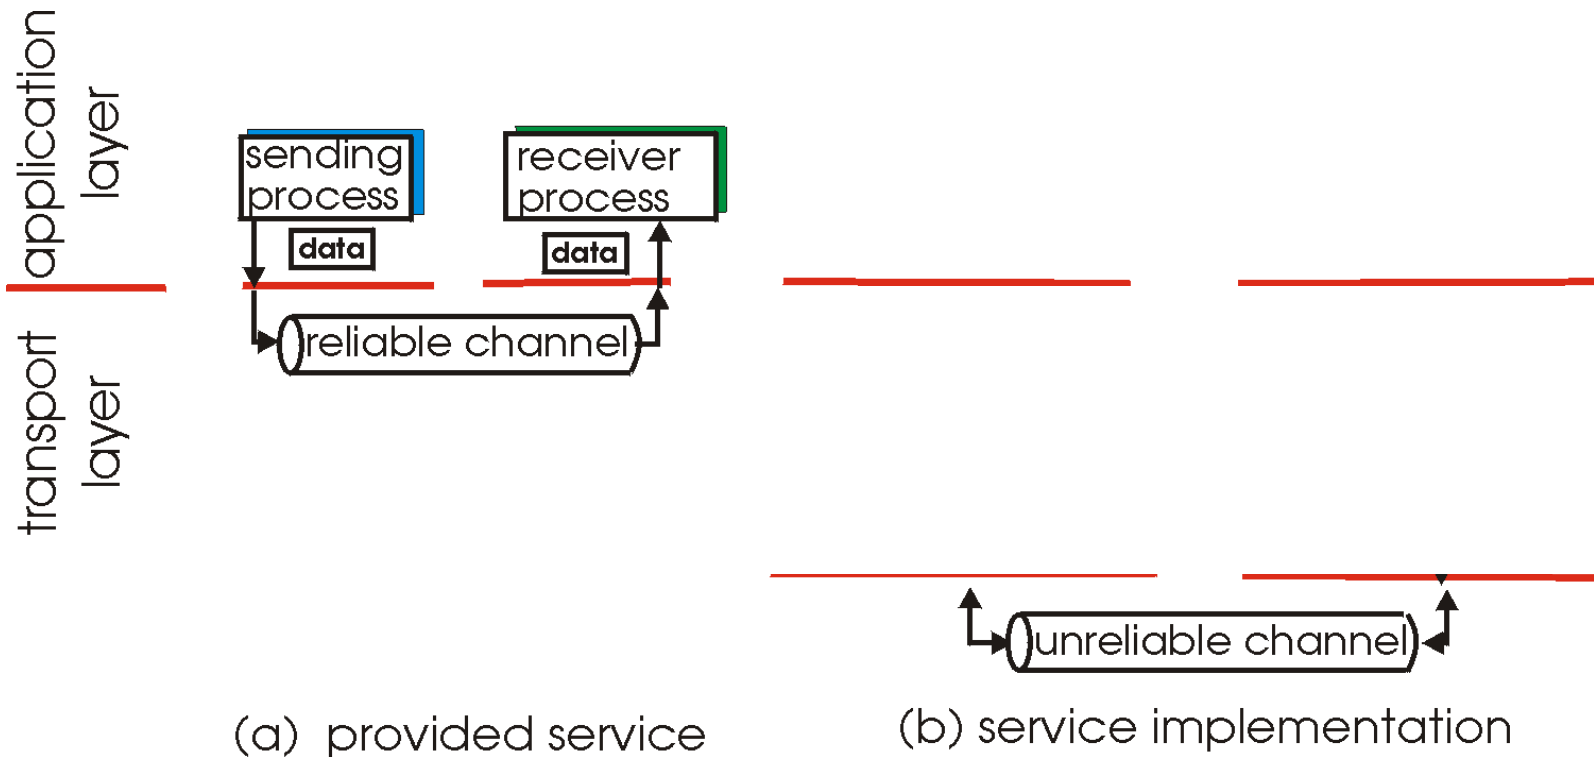 application
layer
transport
layer
sending
process
receiver
process
data
data
reliable channel
unreliable channel
(a) provided service
(b) service implementation